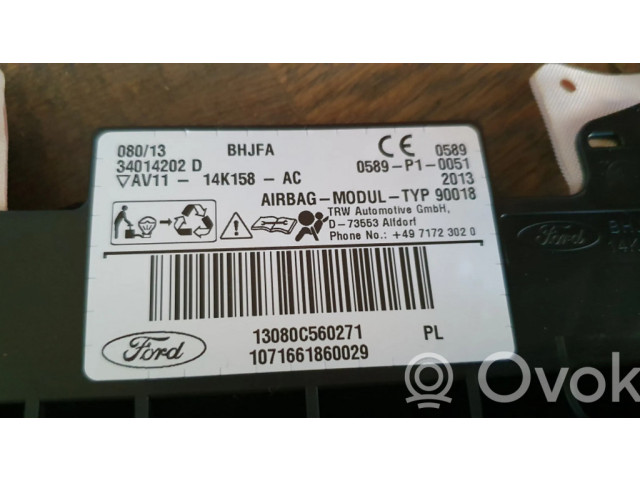 080/13 BHJFA CE 0589
34014202 D 0589-P1-0051
▽AV11 - 14K158 - AC 2013
AIRBAG-MODUL-TYP 90018
TRW Automotive GmbH,
D-73553 Alfdorf
Phone No.: +49 7172 302 0
13080C560271 PL
1071661860029
Ford
Ford
Ovok